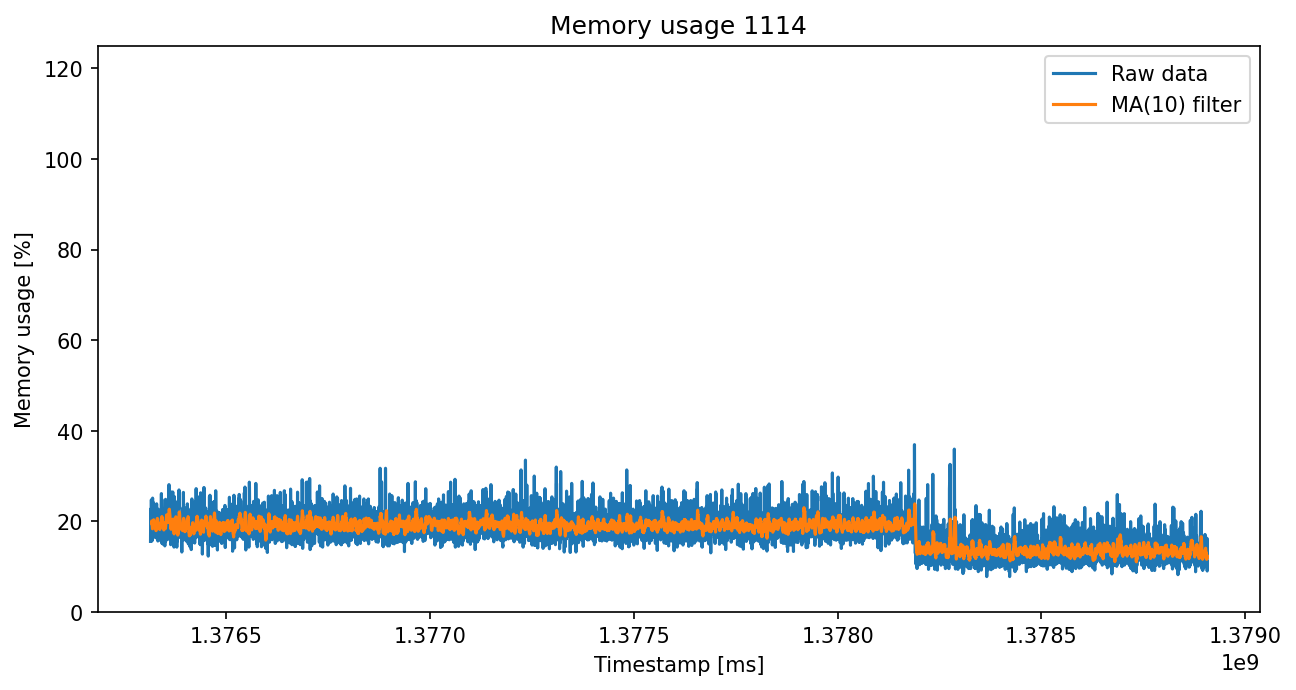 Memory usage 1114
Raw data
MA(10) filter
Memory usage [%]
120
100
80
60
40
20
0
1.3765 1.3770 1.3775 1.3780 1.3785 1.3790
1e9
Timestamp [ms]